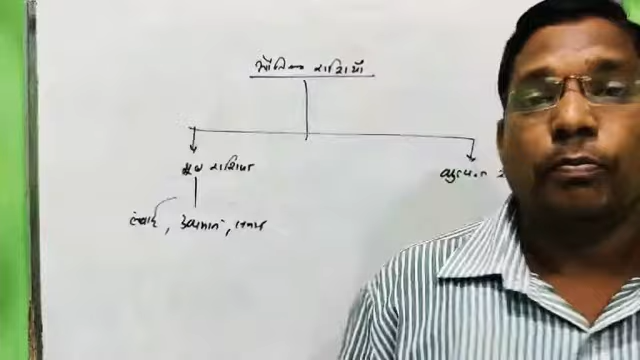 ભૌતિક રાશિઓ
મૂળ રાશિઓ
લંબાઈ, દ્રવ્યમાન, સમય